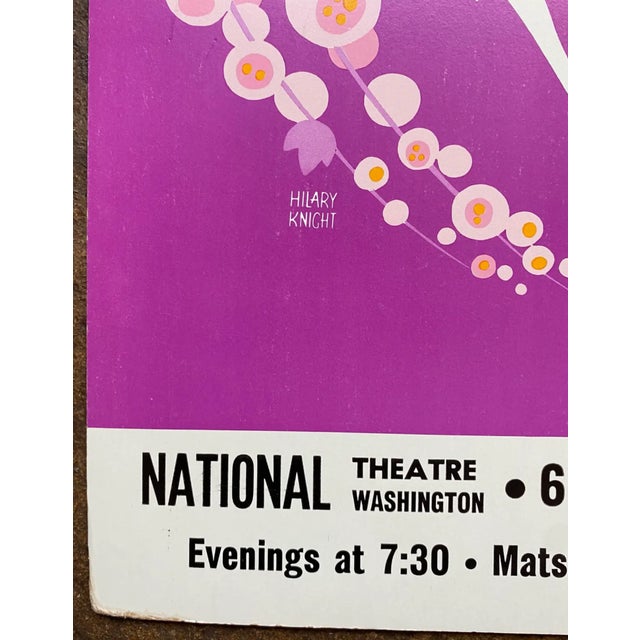 HILARY
KNIGHT
NATIONAL THEATRE WASHINGTON • 6
Evenings at 7:30 • Mats